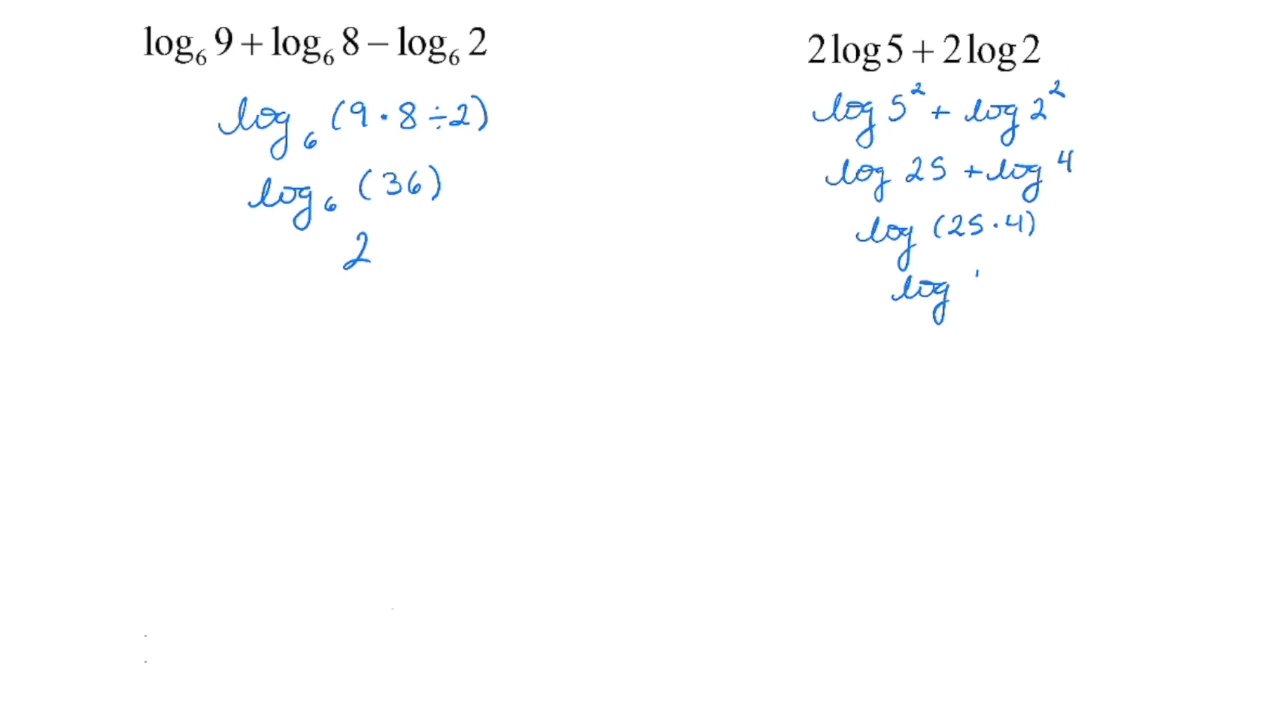 log₆ 9 + log₆ 8 − log₆ 2
log₆ (9 · 8 ÷ 2)
log₆ (36)
2
2 log 5 + 2 log 2
log 5² + log 2²
log 25 + log 4
log (25 · 4)
log